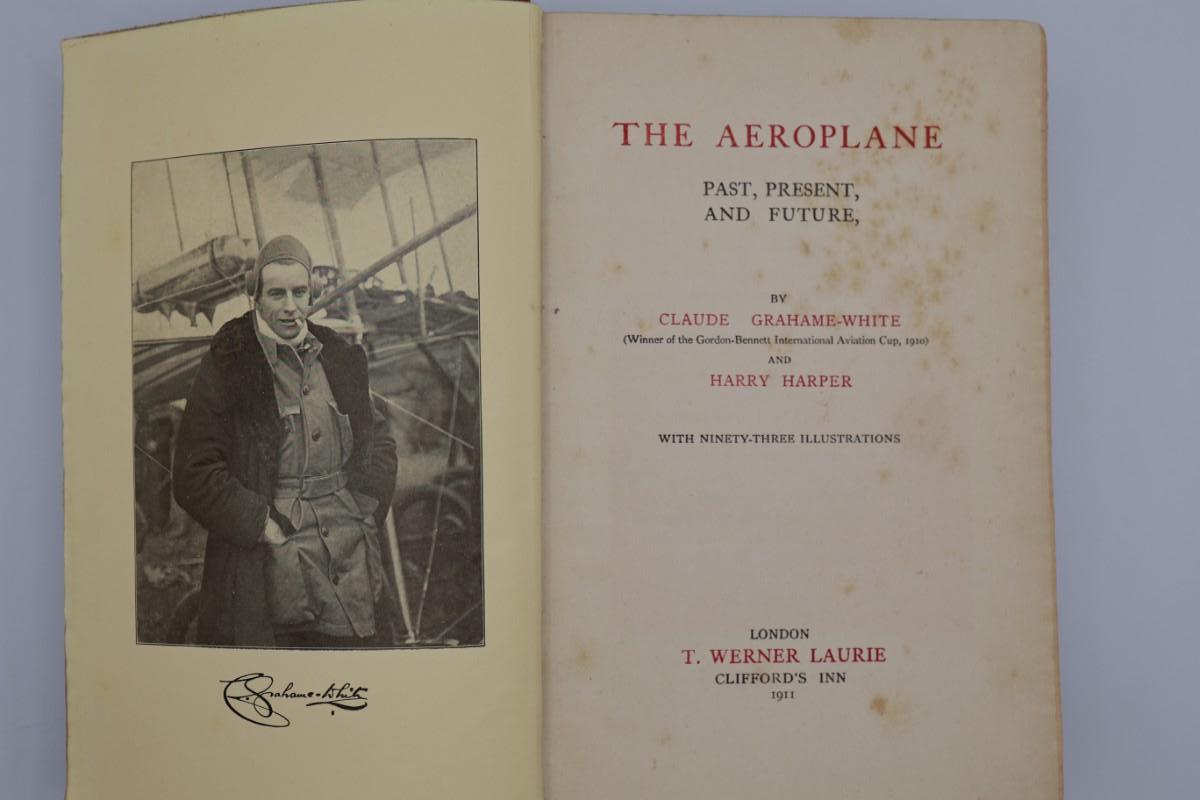 C. Grahame-White
THE AEROPLANE
PAST, PRESENT,
AND FUTURE,
BY
CLAUDE GRAHAME-WHITE
(Winner of the Gordon-Bennett International Aviation Cup, 1910)
AND
HARRY HARPER
WITH NINETY-THREE ILLUSTRATIONS
LONDON
T. WERNER LAURIE
CLIFFORD'S INN
1911